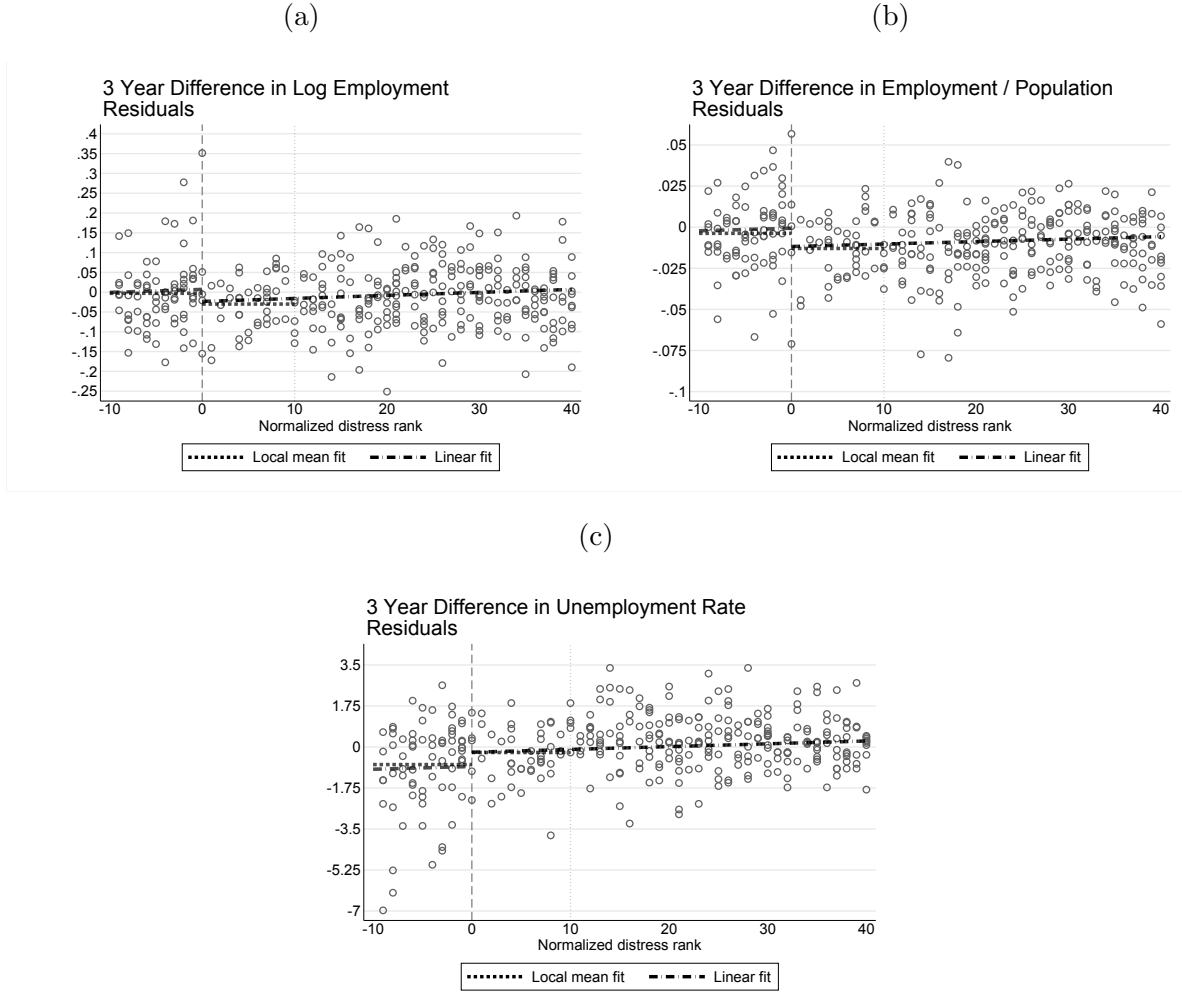 (a)
(b)
3 Year Difference in Log Employment
Residuals
.4
.35
.3
.25
.2
.15
.1
.05
0
-.05
-.1
-.15
-.2
-.25
-10
0
10
20
30
40
Normalized distress rank
Local mean fit
Linear fit
3 Year Difference in Employment / Population
Residuals
.05
.025
0
-.025
-.05
-.075
-.1
-10
0
10
20
30
40
Normalized distress rank
Local mean fit
Linear fit
(c)
3 Year Difference in Unemployment Rate
Residuals
3.5
1.75
0
-1.75
-3.5
-5.25
-7
-10
0
10
20
30
40
Normalized distress rank
Local mean fit
Linear fit